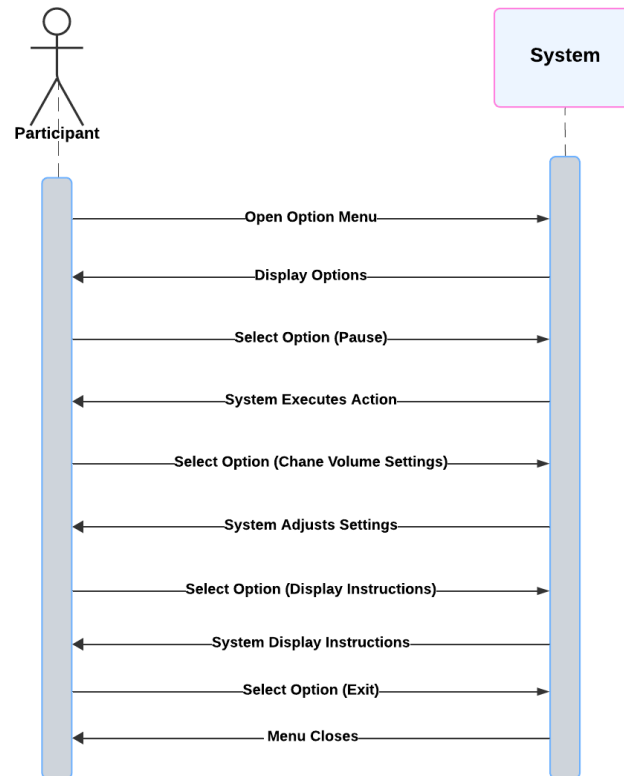 System
Participant
Open Option Menu
Display Options
Select Option (Pause)
System Executes Action
Select Option (Chane Volume Settings)
System Adjusts Settings
Select Option (Display Instructions)
System Display Instructions
Select Option (Exit)
Menu Closes